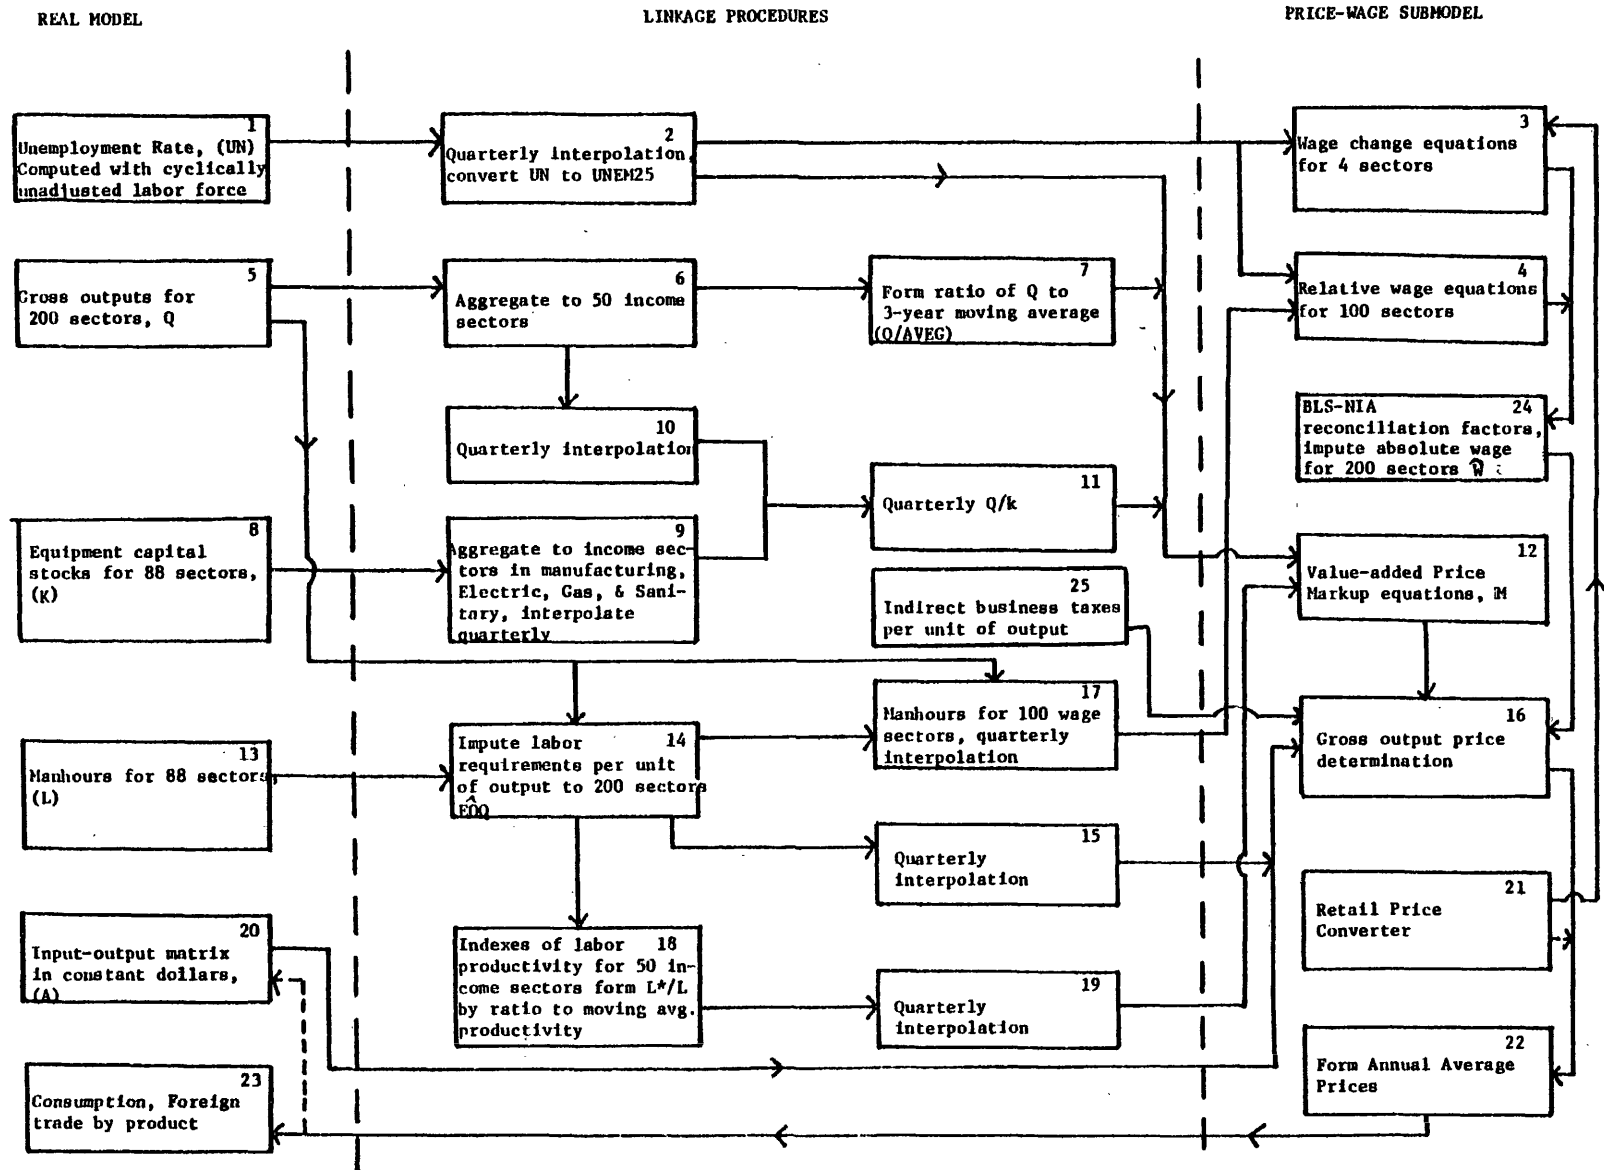 REAL MODEL
LINKAGE PROCEDURES
PRICE-WAGE SUBMODEL
1
Unemployment Rate, (UN)
Computed with cyclically
unadjusted labor force
2
Quarterly interpolation,
convert UN to UNEM25
3
Wage change equations
for 4 sectors
5
Gross outputs for
200 sectors, Q
6
Aggregate to 50 income
sectors
7
Form ratio of Q to
3-year moving average
(Q/AVEG)
4
Relative wage equations
for 100 sectors
10
Quarterly interpolation
24
BLS-NIA
reconciliation factors,
impute absolute wage
for 200 sectors Ŵ
8
Equipment capital
stocks for 88 sectors,
(K)
9
Aggregate to income sec-
tors in manufacturing,
Electric, Gas, & Sani-
tary, interpolate
quarterly
11
Quarterly Q/k
25
Indirect business taxes
per unit of output
12
Value-added Price
Markup equations, M
13
Manhours for 88 sectors,
(L)
14
Impute labor
requirements per unit
of output to 200 sectors
17
Manhours for 100 wage
sectors, quarterly
interpolation
16
Gross output price
determination
15
Quarterly
interpolation
21
Retail Price
Converter
20
Input-output matrix
in constant dollars,
(A)
18
Indexes of labor
productivity for 50 in-
come sectors form L*/L
by ratio to moving avg.
productivity
19
Quarterly
interpolation
22
Form Annual Average
Prices
23
Consumption, Foreign
trade by product